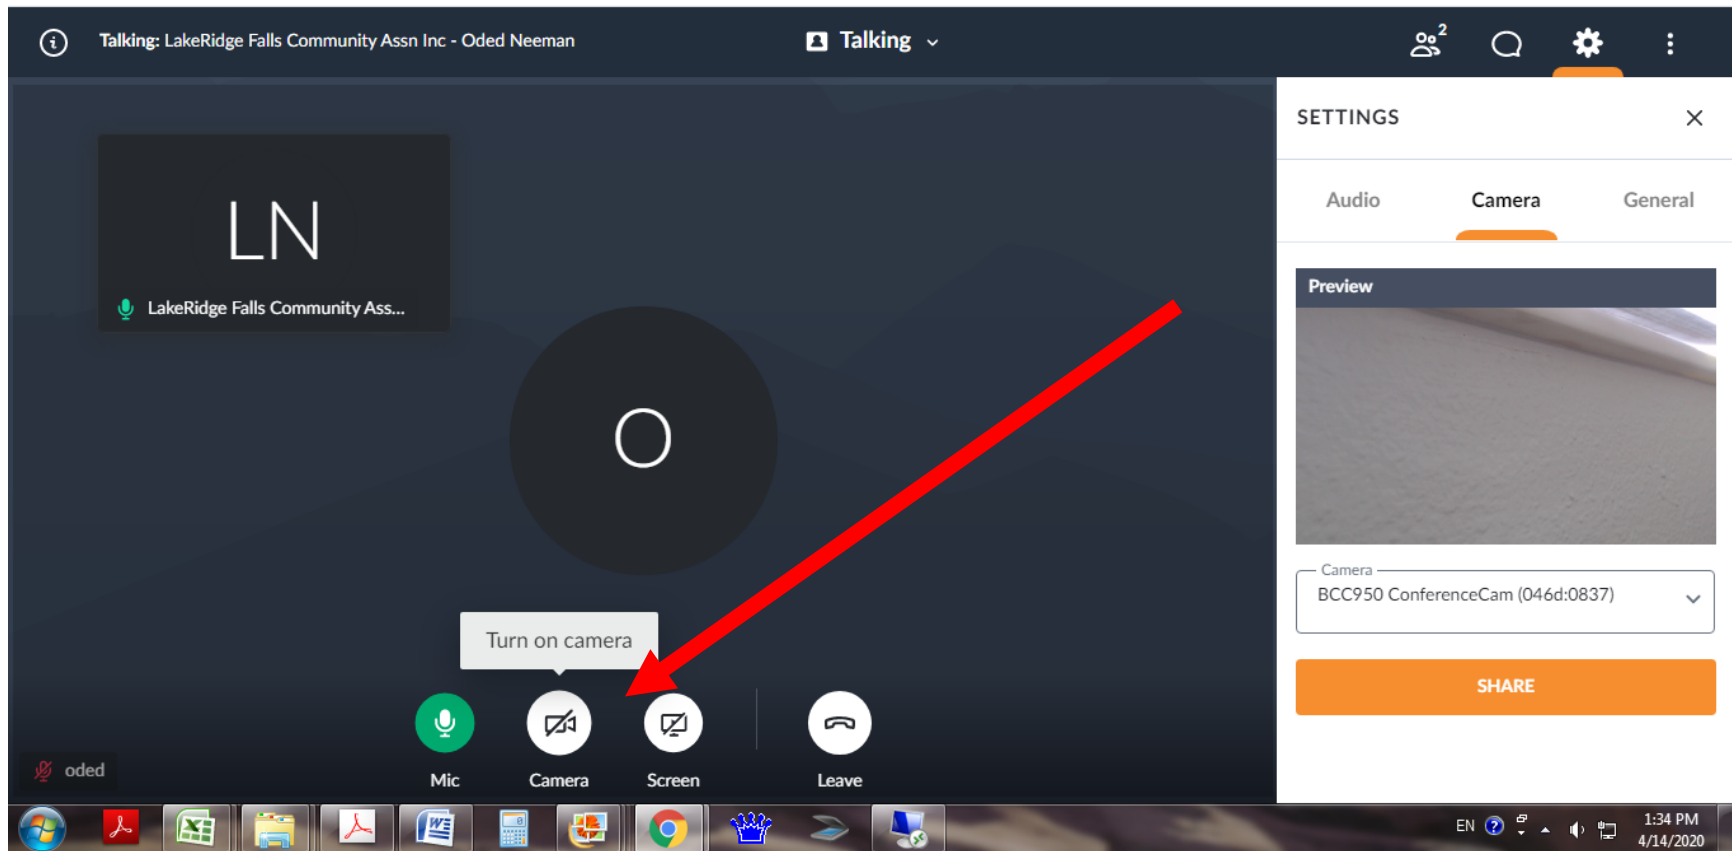 Talking: LakeRidge Falls Community Assn Inc - Oded Neeman
Talking
2
SETTINGS
Audio Camera General
Preview
LN
LakeRidge Falls Community Ass...
O
Camera
BCC950 ConferenceCam (046d:0837)
Turn on camera
SHARE
oded
Mic Camera Screen Leave
EN
1:34 PM
4/14/2020